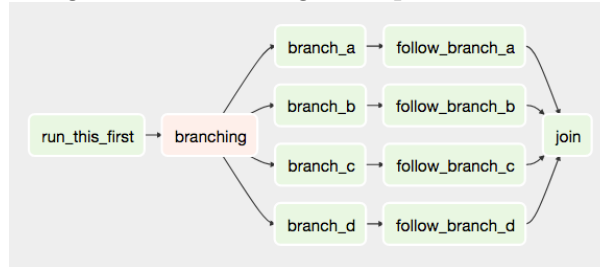 branch_a
follow_branch_a
branch_b
follow_branch_b
run_this_first
branching
join
branch_c
follow_branch_c
branch_d
follow_branch_d